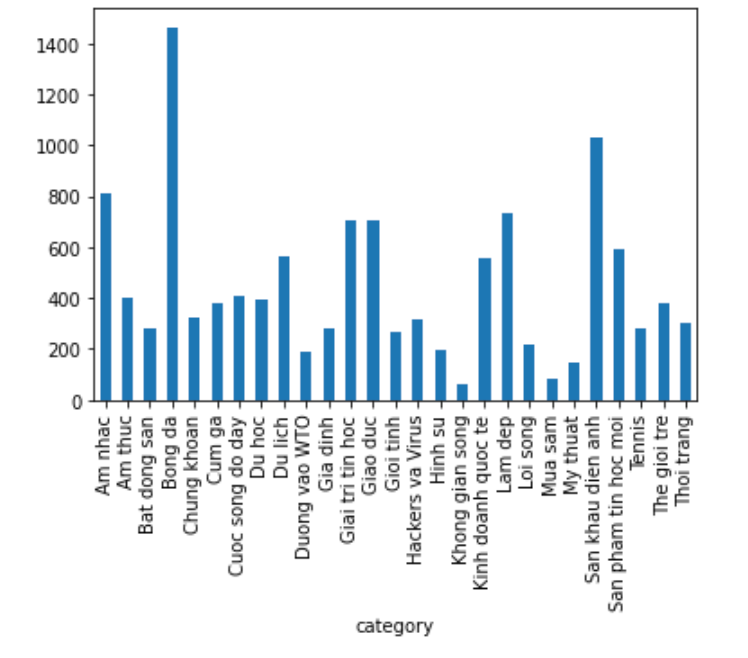 1400
1200
1000
800
600
400
200
0
Am nhac
Am thuc
Bat dong san
Bong da
Chung khoan
Cum ga
Cuoc song do day
Du hoc
Du lich
Duong vao WTO
Gia dinh
Giai tri tin hoc
Giao duc
Gioi tinh
Hackers va Virus
Hinh su
Khong gian song
Kinh doanh quoc te
Lam dep
Loi song
Mua sam
My thuat
San khau dien anh
San pham tin hoc moi
Tennis
The gioi tre
Thoi trang
category